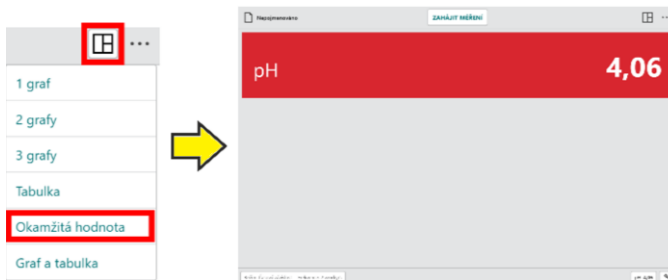 1 graf
2 grafy
3 grafy
Tabulka
Okamžitá hodnota
Graf a tabulka
Nepojmenováno
ZAHÁJIT MĚŘENÍ
pH
4,06